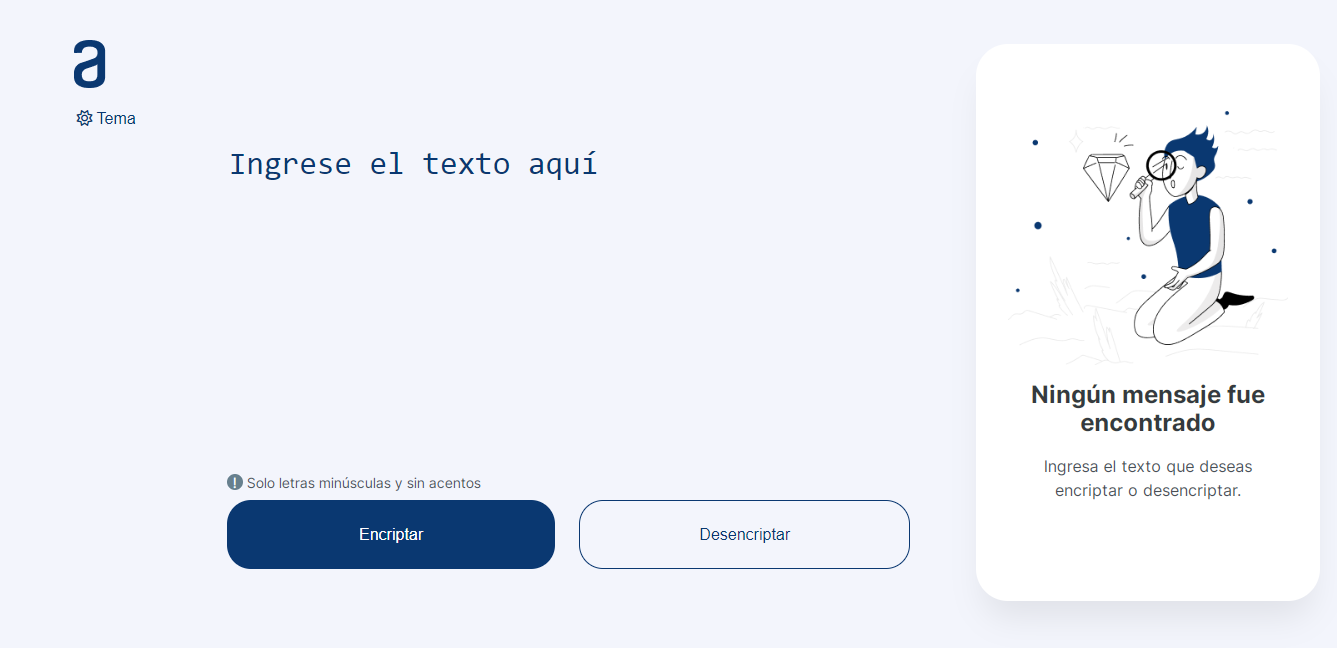 a
Tema
Ingrese el texto aquí
Solo letras minúsculas y sin acentos
Encriptar
Desencriptar
Ningún mensaje fue
encontrado
Ingresa el texto que deseas
encriptar o desencriptar.